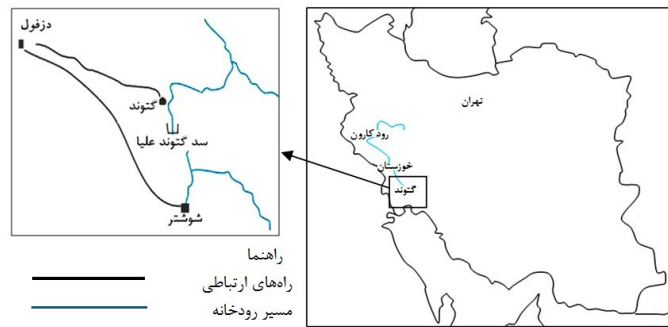 دزفول
گتوند
سد گتوند علیا
شوشتر
تهران
رود کارون
خوزستان
گتوند
راهنما
راه‌های ارتباطی
مسیر رودخانه